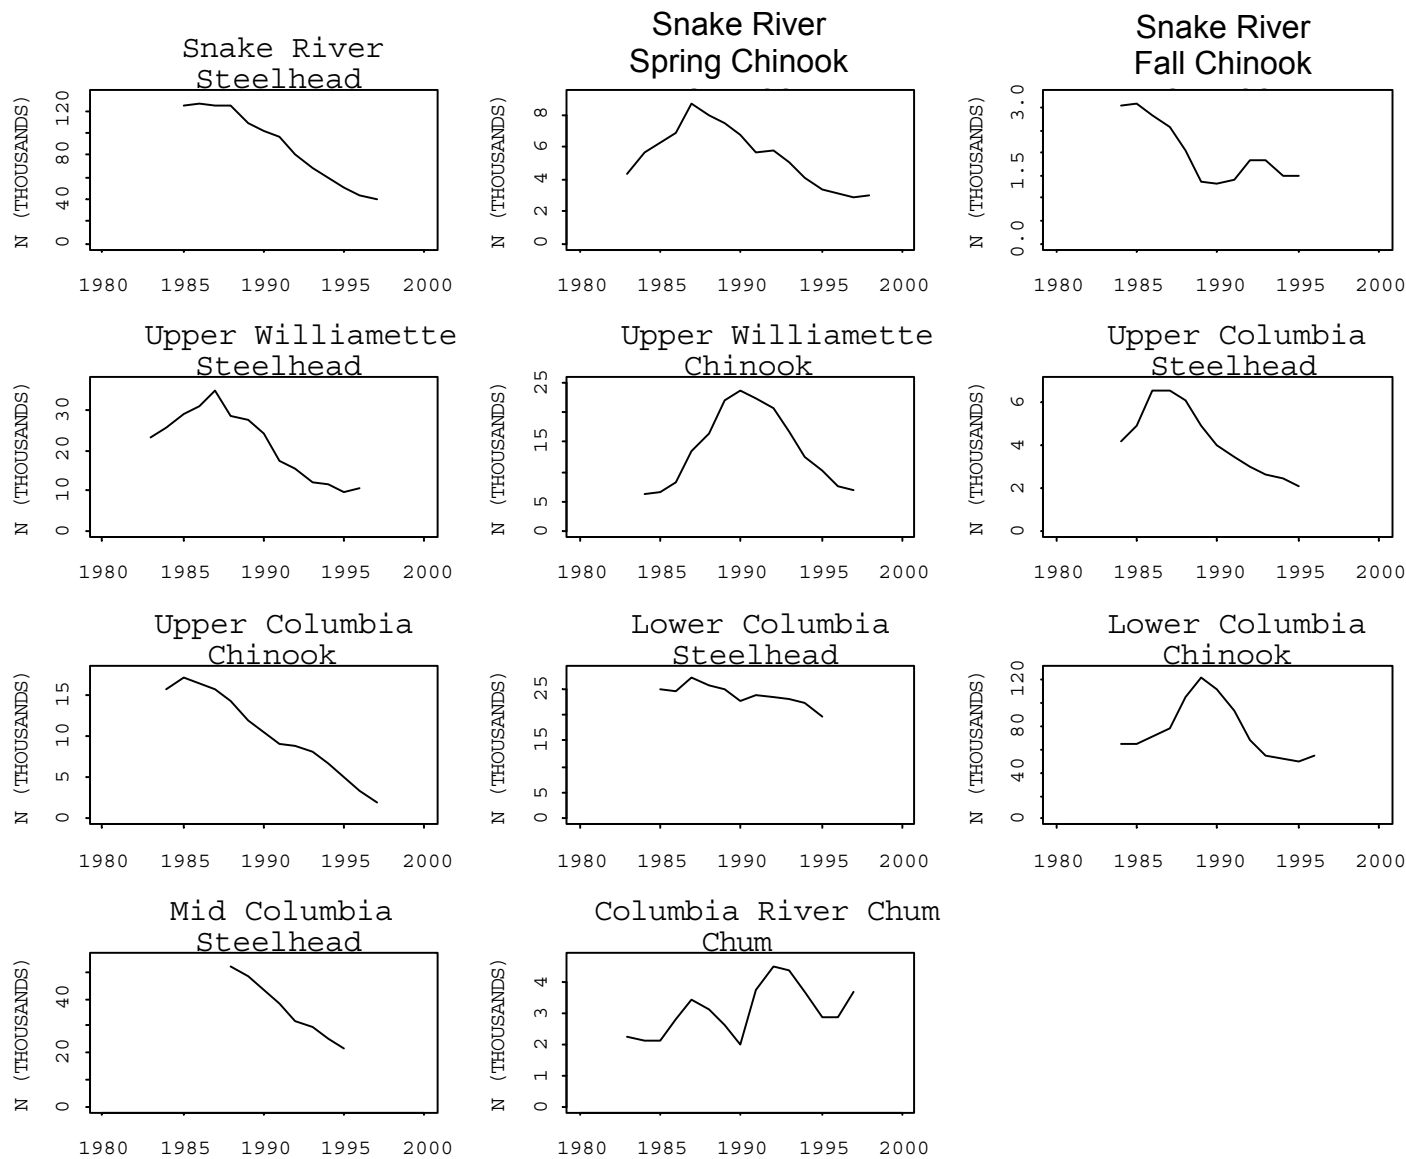 Snake River
Steelhead
N (THOUSANDS)
120
80
40
0
1980 1985 1990 1995 2000
Snake River
Spring Chinook
N (THOUSANDS)
8
6
4
2
0
1980 1985 1990 1995 2000
Snake River
Fall Chinook
N (THOUSANDS)
3.0
1.5
0.0
1980 1985 1990 1995 2000
Upper Williamette
Steelhead
N (THOUSANDS)
30
20
10
0
1980 1985 1990 1995 2000
Upper Williamette
Chinook
N (THOUSANDS)
25
15
5
0
1980 1985 1990 1995 2000
Upper Columbia
Steelhead
N (THOUSANDS)
6
4
2
0
1980 1985 1990 1995 2000
Upper Columbia
Chinook
N (THOUSANDS)
15
10
5
0
1980 1985 1990 1995 2000
Lower Columbia
Steelhead
N (THOUSANDS)
25
15
5
0
1980 1985 1990 1995 2000
Lower Columbia
Chinook
N (THOUSANDS)
120
80
40
0
1980 1985 1990 1995 2000
Mid Columbia
Steelhead
N (THOUSANDS)
40
20
0
1980 1985 1990 1995 2000
Columbia River Chum
Chum
N (THOUSANDS)
4
3
2
1
0
1980 1985 1990 1995 2000